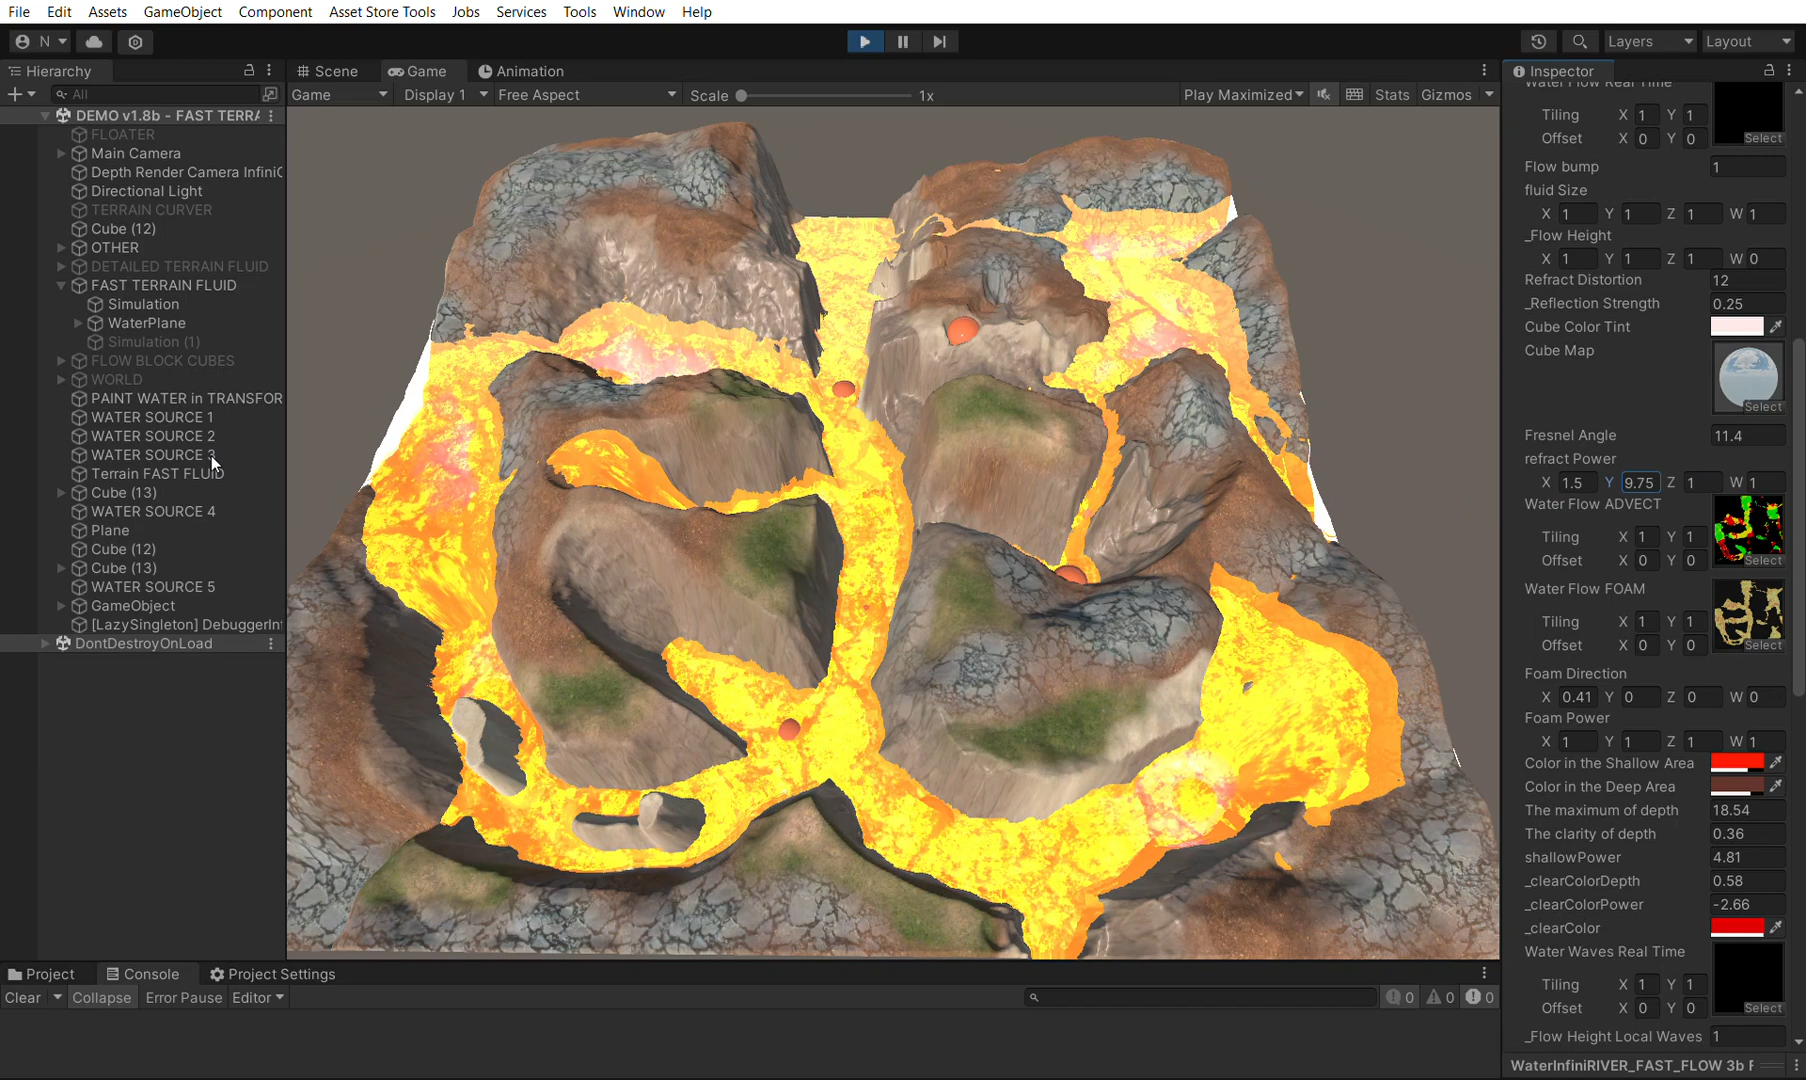 File Edit Assets GameObject Component Asset Store Tools Jobs Services Tools Window Help
N Layers Layout
Hierarchy Scene Game Animation Inspector
All Game Display 1 Free Aspect Scale 1x Play Maximized Stats Gizmos
DEMO v1.8b - FAST TERRA
FLOATER
Main Camera
Depth Render Camera InfiniC
Directional Light
TERRAIN CURVER
Cube (12)
OTHER
DETAILED TERRAIN FLUID
FAST TERRAIN FLUID
Simulation
WaterPlane
Simulation (1)
FLOW BLOCK CUBES
WORLD
PAINT WATER in TRANSFOR
WATER SOURCE 1
WATER SOURCE 2
WATER SOURCE 3
Terrain FAST FLUID
Cube (13)
WATER SOURCE 4
Plane
Cube (12)
Cube (13)
WATER SOURCE 5
GameObject
[LazySingleton] DebuggerIn
DontDestroyOnLoad
Water Flow Real Time
Tiling X 1 Y 1
Offset X 0 Y 0 Select
Flow bump 1
fluid Size
X 1 Y 1 Z 1 W 1
_Flow Height
X 1 Y 1 Z 1 W 0
Refract Distortion 12
_Reflection Strength 0.25
Cube Color Tint
Cube Map
Select
Fresnel Angle 11.4
refract Power
X 1.5 Y 9.75 Z 1 W 1
Water Flow ADVECT
Tiling X 1 Y 1
Offset X 0 Y 0 Select
Water Flow FOAM
Tiling X 1 Y 1
Offset X 0 Y 0 Select
Foam Direction
X 0.41 Y 0 Z 0 W 0
Foam Power
X 1 Y 1 Z 1 W 1
Color in the Shallow Area
Color in the Deep Area
The maximum of depth 18.54
The clarity of depth 0.36
shallowPower 4.81
_clearColorDepth 0.58
_clearColorPower -2.66
_clearColor
Water Waves Real Time
Tiling X 1 Y 1
Offset X 0 Y 0 Select
_Flow Height Local Waves 1
WaterInfiniRIVER_FAST_FLOW 3b F
Project Console Project Settings
Clear Collapse Error Pause Editor 0 0 0